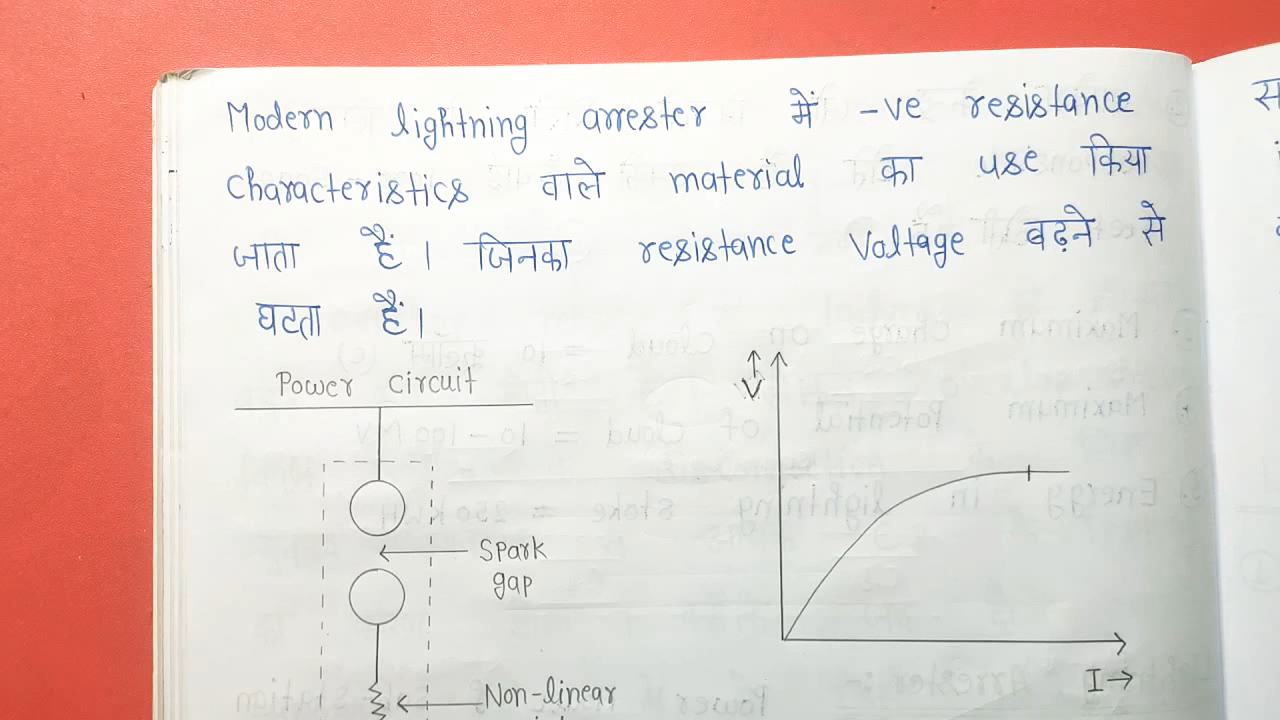 Modern lightning arrester में -ve resistance
characteristics वाले material का use किया
जाता हैं। जिनका resistance Voltage बढ़ने से
घटता हैं।
Power circuit
Spark
gap
Non-linear
V
I→